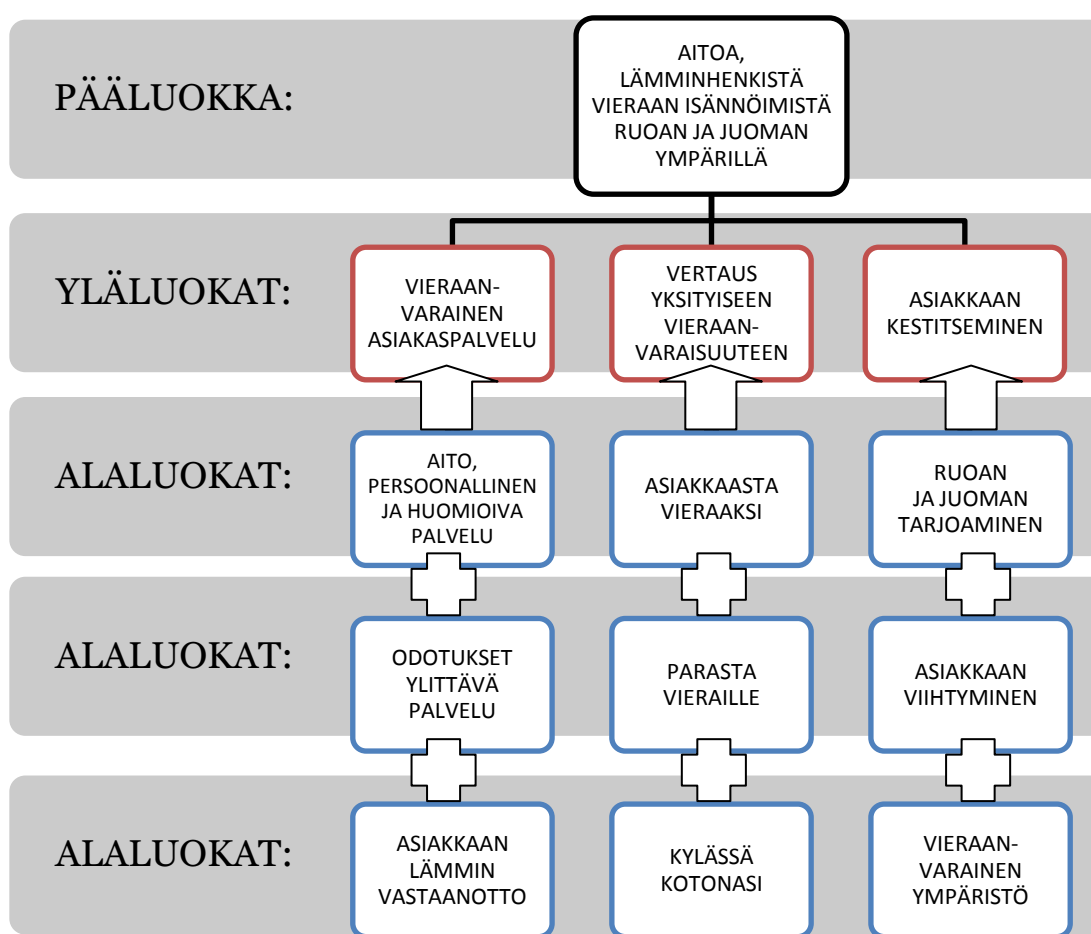 PÄÄLUOKKA:
AITOA,
LÄMMINHENKISTÄ
VIERAAN ISÄNNÖIMISTÄ
RUOAN JA JUOMAN
YMPÄRILLÄ
YLÄLUOKAT:
VIERAAN-
VARAINEN
ASIAKASPALVELU
VERTAUS
YKSITYISEEN
VIERAAN-
VARAISUUTEEN
ASIAKKAAN
KESTITSEMINEN
ALALUOKAT:
AITO,
PERSOONALLINEN
JA HUOMIOIVA
PALVELU
ASIAKKAASTA
VIERAAKSI
RUOAN
JA JUOMAN
TARJOAMINEN
ALALUOKAT:
ODOTUKSET
YLITTÄVÄ
PALVELU
PARASTA
VIERAILLE
ASIAKKAAN
VIIHTYMINEN
ALALUOKAT:
ASIAKKAAN
LÄMMIN
VASTAANOTTO
KYLÄSSÄ
KOTONASI
VIERAAN-
VARAINEN
YMPÄRISTÖ